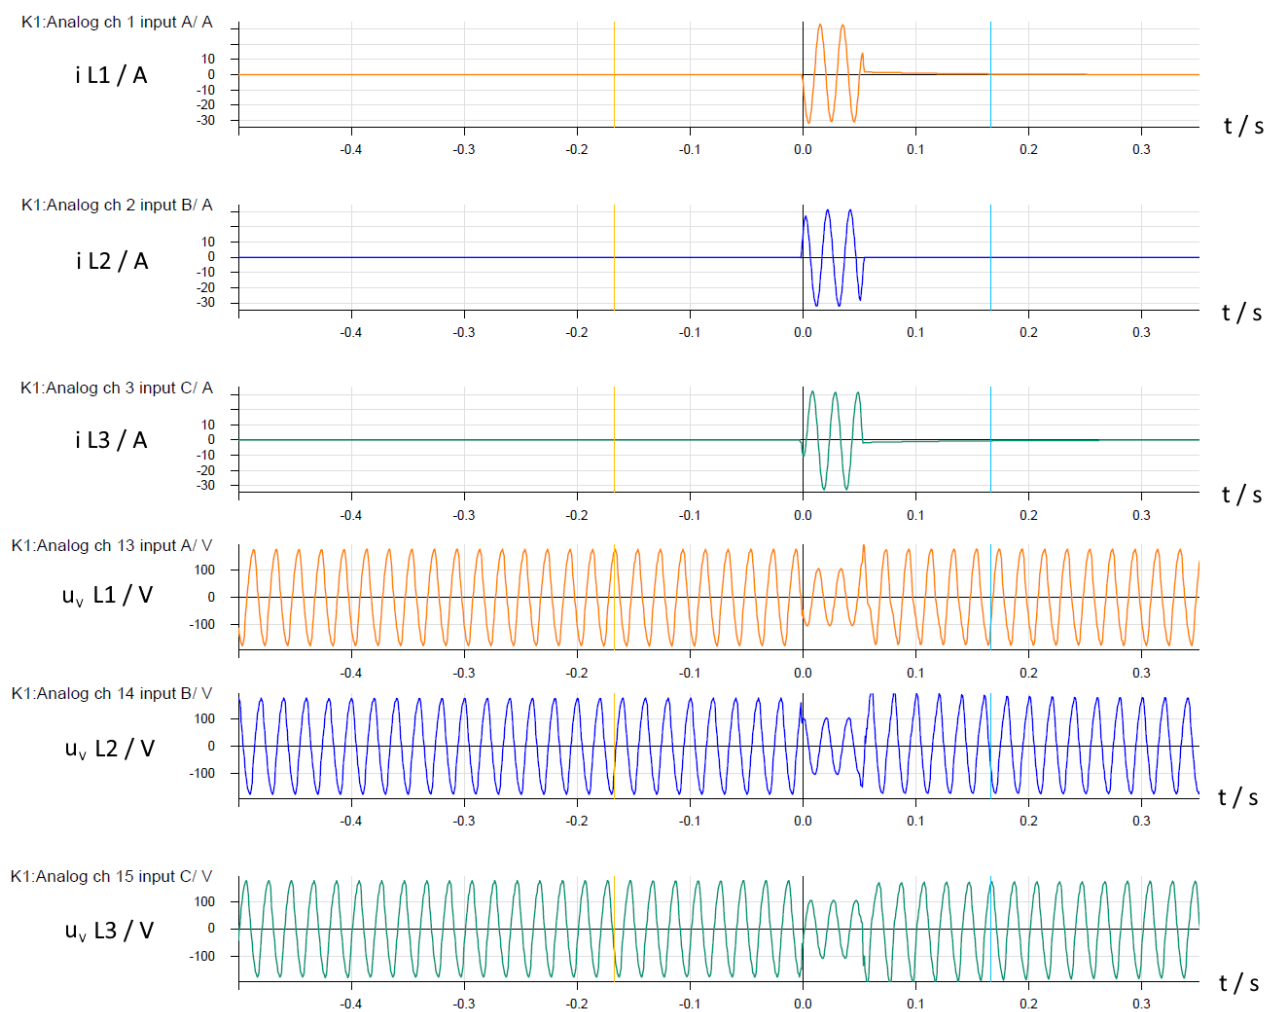 K1:Analog ch 1 input A/ A
i L1 / A
10
0
-10
-20
-30
-0.4 -0.3 -0.2 -0.1 0.0 0.1 0.2 0.3
t / s
K1:Analog ch 2 input B/ A
i L2 / A
10
0
-10
-20
-30
-0.4 -0.3 -0.2 -0.1 0.0 0.1 0.2 0.3
t / s
K1:Analog ch 3 input C/ A
i L3 / A
10
0
-10
-20
-30
-0.4 -0.3 -0.2 -0.1 0.0 0.1 0.2 0.3
t / s
K1:Analog ch 13 input A/ V
uv L1 / V
100
0
-100
-0.4 -0.3 -0.2 -0.1 0.0 0.1 0.2 0.3
K1:Analog ch 14 input B/ V
uv L2 / V
100
0
-100
-0.4 -0.3 -0.2 -0.1 0.0 0.1 0.2 0.3
t / s
K1:Analog ch 15 input C/ V
uv L3 / V
100
0
-100
-0.4 -0.3 -0.2 -0.1 0.0 0.1 0.2 0.3
t / s